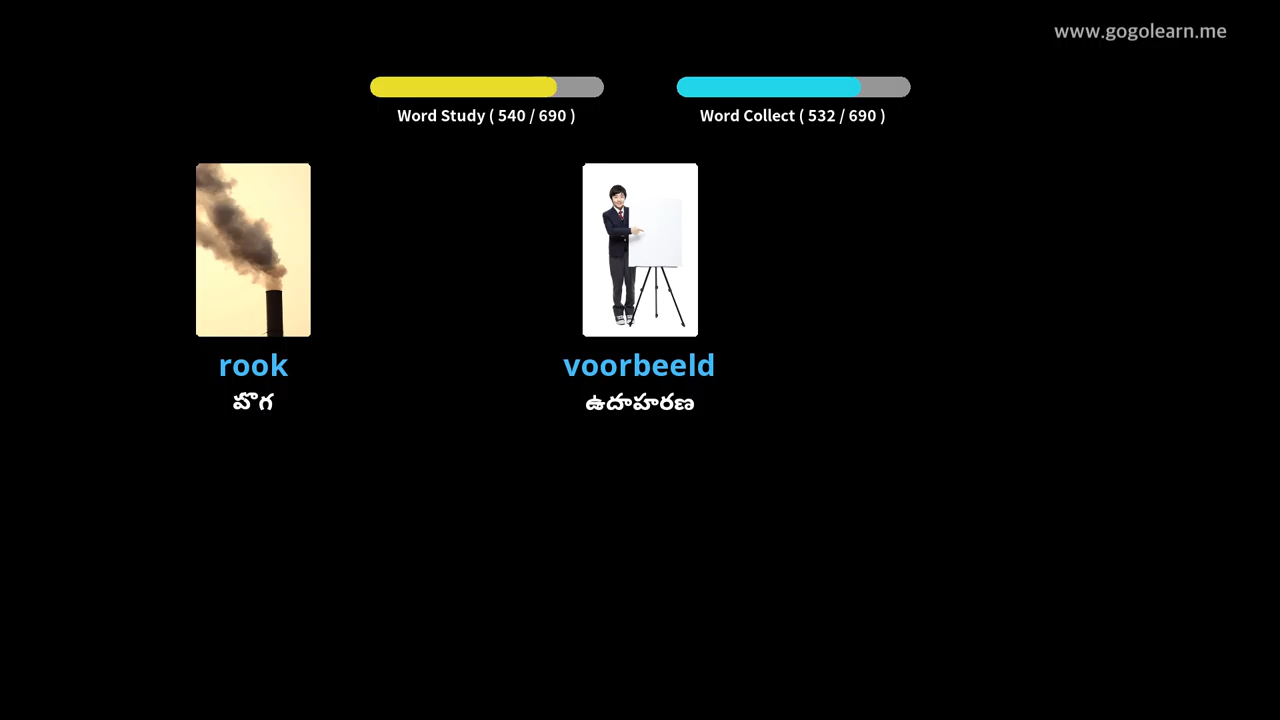 www.gogolearn.me
Word Study ( 540 / 690 )
Word Collect ( 532 / 690 )
rook
voorbeeld
పొగ
ఉదాహరణ